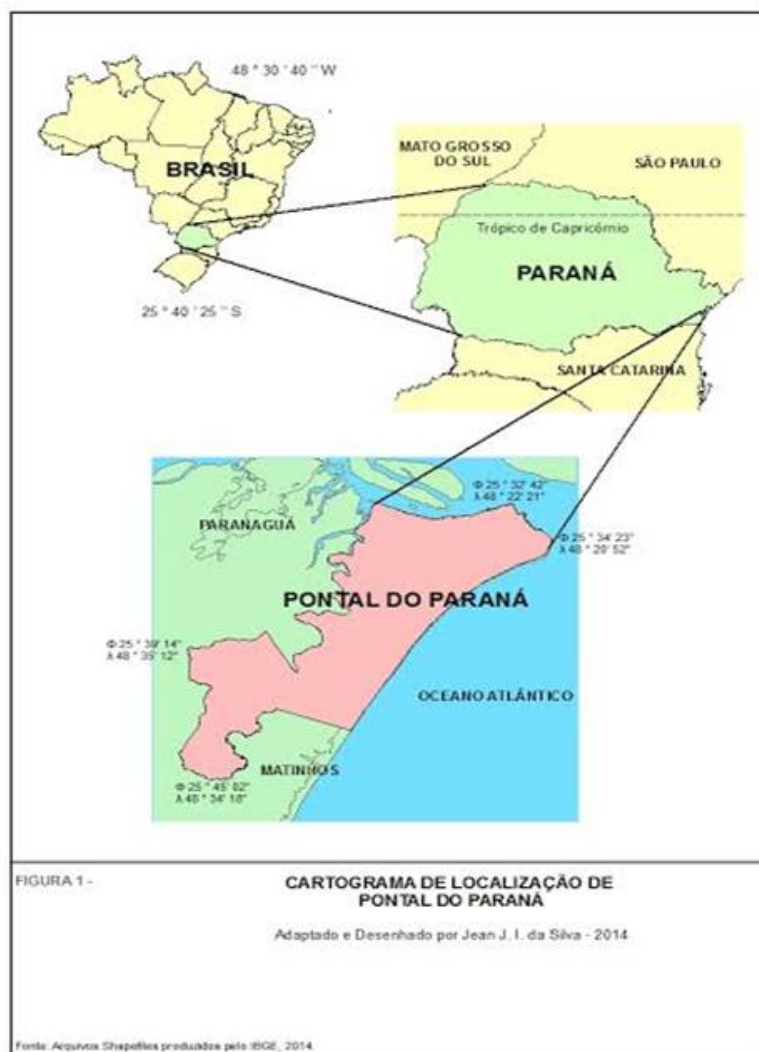 48 ° 30 ' 40 '' W
BRASIL
25 ° 40 ' 25 '' S
MATO GROSSO
DO SUL
SÃO PAULO
Trópico de Capricórnio
PARANÁ
SANTA CATARINA
PARANAGUÁ
Φ 25 ° 32' 42"
λ 48 ° 22' 21"
Φ 25 ° 34' 23"
λ 48 ° 20' 52"
PONTAL DO PARANÁ
Φ 25 ° 39' 14"
λ 48 ° 35' 12"
OCEANO ATLÂNTICO
MATINHOS
Φ 25 ° 45' 02"
λ 48 ° 34' 18"
FIGURA 1 -
CARTOGRAMA DE LOCALIZAÇÃO DE
PONTAL DO PARANÁ
Adaptado e Desenhado por Jean J. I. da Silva - 2014
Fonte: Arquivos Shapefiles produzidos pelo IBGE, 2014.